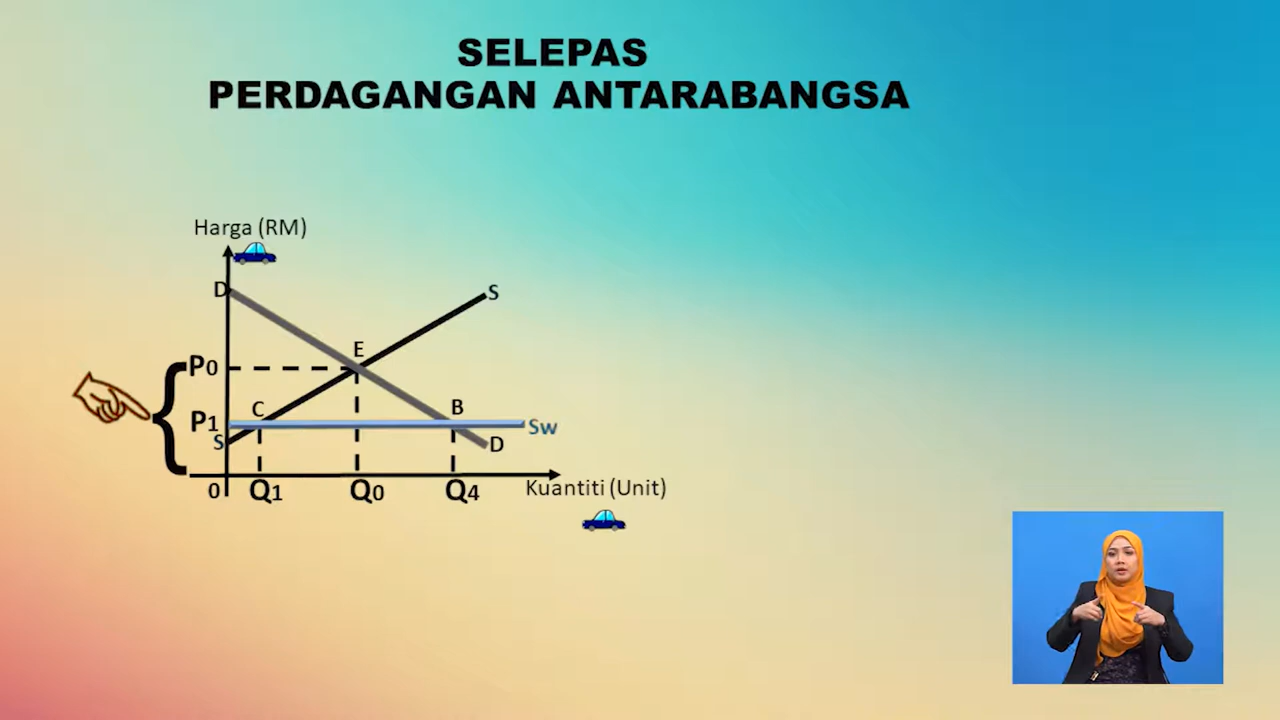 SELEPAS
PERDAGANGAN ANTARABANGSA
Harga (RM)
D
S
E
P0
C
B
P1
Sw
S
D
0
Q1
Q0
Q4
Kuantiti (Unit)